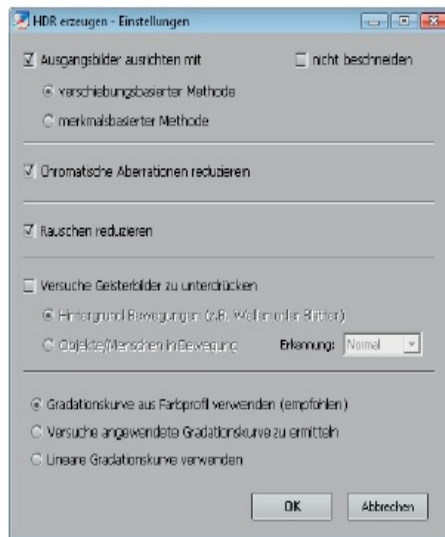 HDR erzeugen - Einstellungen
Ausgangsbilder ausrichten mit
nicht beschneiden
verschiebungsbasierter Methode
merkmalsbasierter Methode
Chromatische Aberrationen reduzieren
Rauschen reduzieren
Versuche Geisterbilder zu unterdrücken
Hintergrund Bewegungen (z.B. Wellen oder Blätter)
Objekte/Menschen in Bewegung
Erkennung:
Normal
Gradationskurve aus Farbprofil verwenden (empfohlen)
Versuche angewendete Gradationskurve zu ermitteln
Lineare Gradationskurve verwenden
OK
Abbrechen